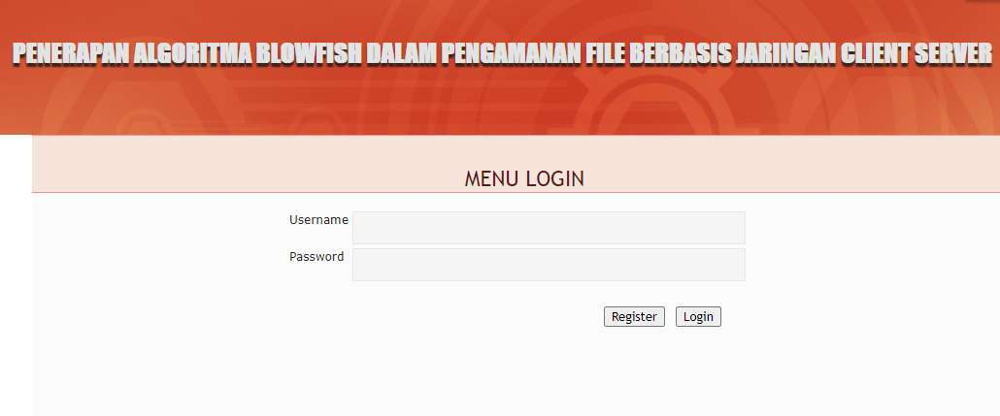 PENERAPAN ALGORITMA BLOWFISH DALAM PENGAMANAN FILE BERBASIS JARINGAN CLIENT SERVER
MENU LOGIN
Username
Password
Register Login